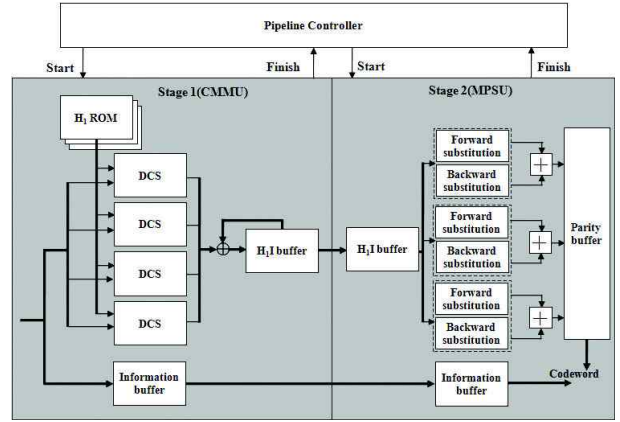 Pipeline Controller
Start
Finish
Start
Finish
Stage 1(CMMU)
Stage 2(MPSU)
H₁ ROM
DCS
DCS
DCS
DCS
H₁I buffer
H₁I buffer
Forward
substitution
Backward
substitution
Forward
substitution
Backward
substitution
Forward
substitution
Backward
substitution
Parity
buffer
Information
buffer
Information
buffer
Codeword